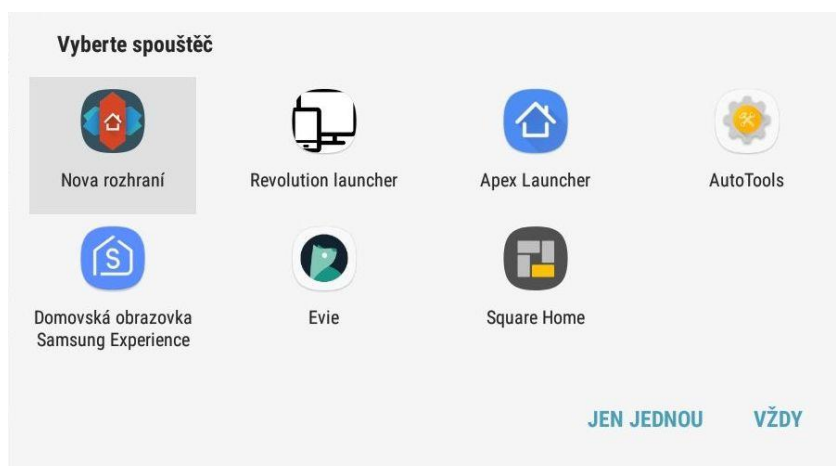 Vyberte spouštěč
Nova rozhraní
Revolution launcher
Apex Launcher
AutoTools
Domovská obrazovka
Samsung Experience
Evie
Square Home
JEN JEDNOU
VŽDY